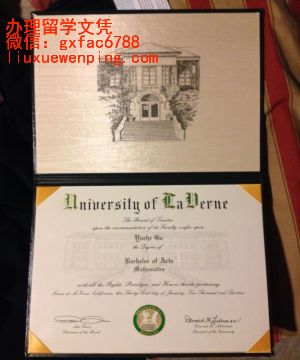 办理留学文凭
微信：gxfac6788
liuxuewenping.com
University of La Verne
The Board of Trustees
upon the recommendation of its Faculty confer upon
the Degree of
Bachelor of Arts
Mathematics
with all the Rights, Privileges, and Honors thereto pertaining